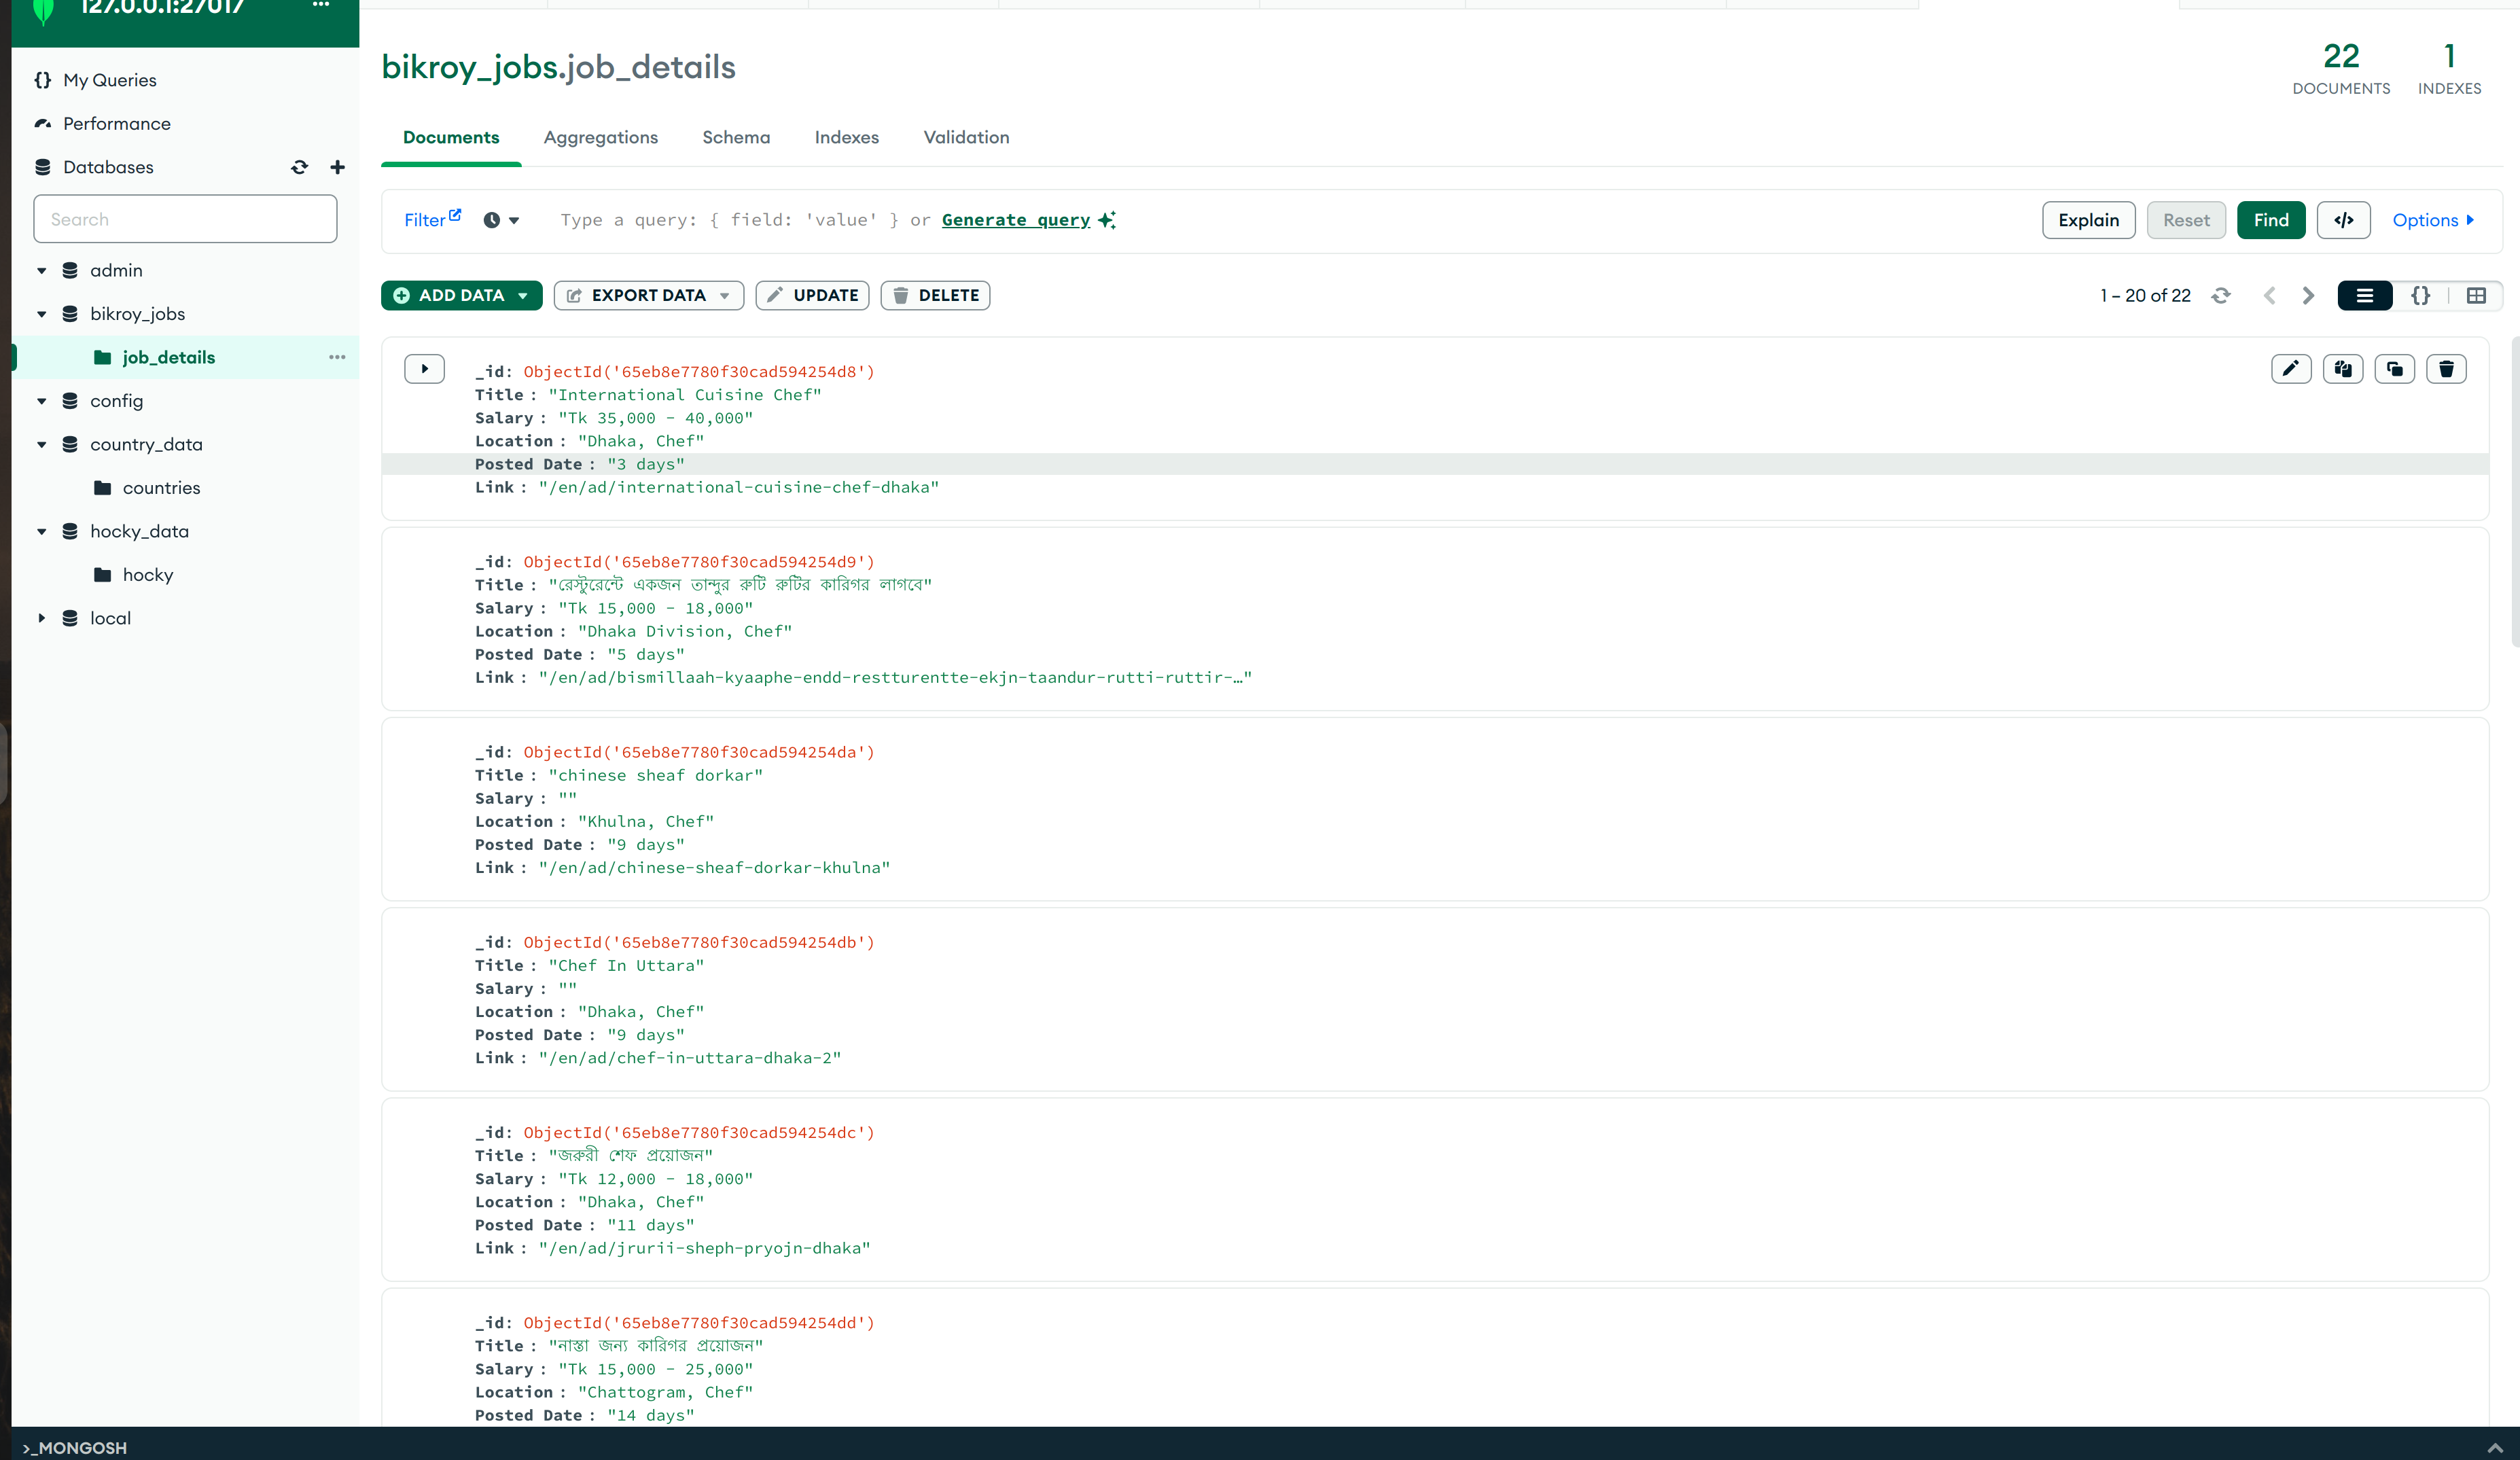 127.0.0.1:27017
My Queries
Performance
Databases
Search
admin
bikroy_jobs
job_details
config
country_data
countries
hocky_data
hocky
local
bikroy_jobs.job_details
22
DOCUMENTS
1
INDEXES
Documents
Aggregations
Schema
Indexes
Validation
Filter
Type a query: { field: 'value' } or Generate query
Explain
Reset
Find
</>
Options
ADD DATA
EXPORT DATA
UPDATE
DELETE
1 – 20 of 22
{}
_id: ObjectId('65eb8e7780f30cad594254d8')
Title : "International Cuisine Chef"
Salary : "Tk 35,000 - 40,000"
Location : "Dhaka, Chef"
Posted Date : "3 days"
Link : "/en/ad/international-cuisine-chef-dhaka"
_id: ObjectId('65eb8e7780f30cad594254d9')
Title : "রেস্টুরেন্টে একজন তান্দুর রুটি রুটির কারিগর লাগবে"
Salary : "Tk 15,000 - 18,000"
Location : "Dhaka Division, Chef"
Posted Date : "5 days"
Link : "/en/ad/bismillaah-kyaaphe-endd-restturentte-ekjn-taandur-rutti-ruttir-…"
_id: ObjectId('65eb8e7780f30cad594254da')
Title : "chinese sheaf dorkar"
Salary : ""
Location : "Khulna, Chef"
Posted Date : "9 days"
Link : "/en/ad/chinese-sheaf-dorkar-khulna"
_id: ObjectId('65eb8e7780f30cad594254db')
Title : "Chef In Uttara"
Salary : ""
Location : "Dhaka, Chef"
Posted Date : "9 days"
Link : "/en/ad/chef-in-uttara-dhaka-2"
_id: ObjectId('65eb8e7780f30cad594254dc')
Title : "জরুরী শেফ প্রয়োজন"
Salary : "Tk 12,000 - 18,000"
Location : "Dhaka, Chef"
Posted Date : "11 days"
Link : "/en/ad/jrurii-sheph-pryojn-dhaka"
_id: ObjectId('65eb8e7780f30cad594254dd')
Title : "নাস্তা জন্য কারিগর প্রয়োজন"
Salary : "Tk 15,000 - 25,000"
Location : "Chattogram, Chef"
Posted Date : "14 days"
>_MONGOSH